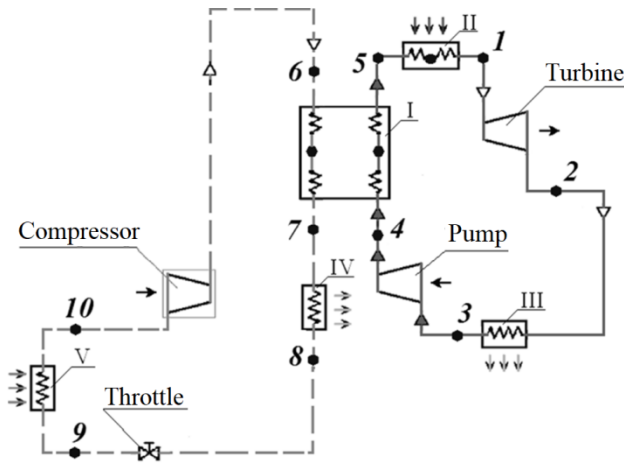 II
1
5
6
Turbine
I
2
Compressor
7
4
Pump
IV
III
10
3
8
V
Throttle
9